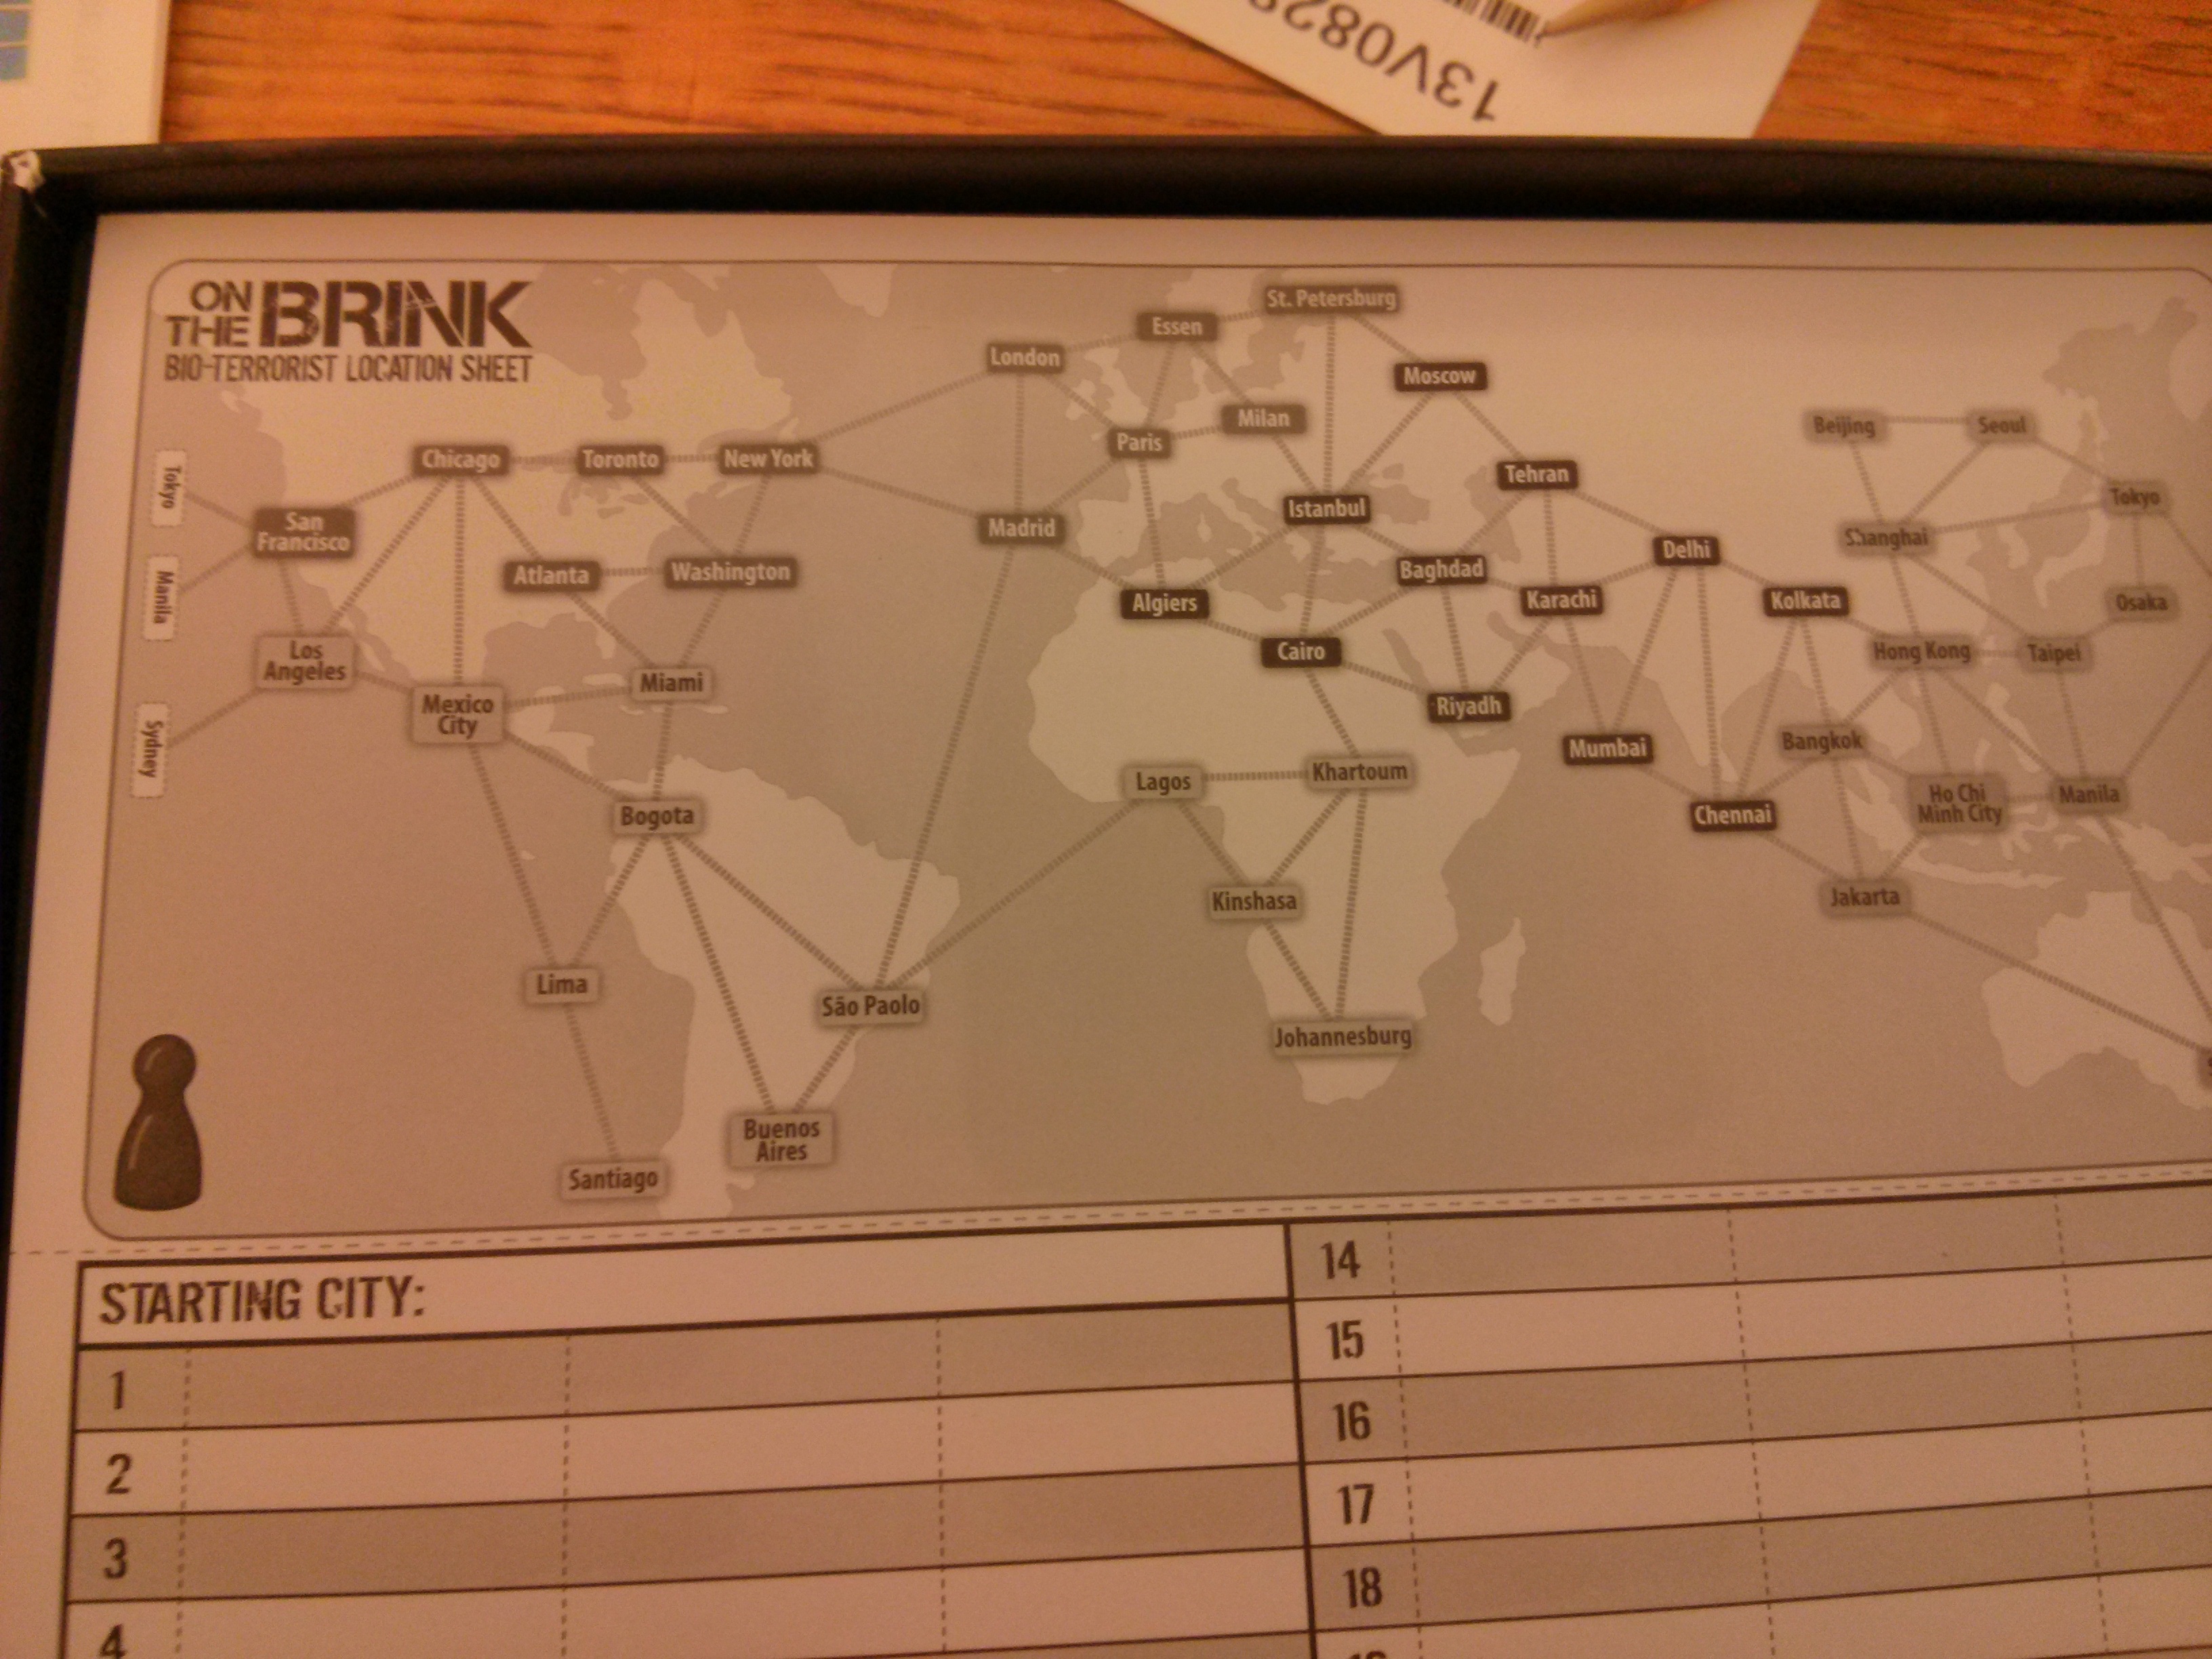 13V082
ON
THE BRINK
BIO-TERRORIST LOCATION SHEET
St. Petersburg
Essen
London
Moscow
Milan
Paris
Beijing
Seoul
Chicago
Toronto
New York
Tokyo
Tehran
Tokyo
San
Francisco
Madrid
Istanbul
Shanghai
Delhi
Atlanta
Washington
Baghdad
Manila
Algiers
Karachi
Kolkata
Osaka
Los
Angeles
Cairo
Hong Kong
Taipei
Miami
Mexico
City
Riyadh
Sydney
Mumbai
Bangkok
Lagos
Khartoum
Ho Chi
Minh City
Manila
Bogota
Chennai
Kinshasa
Jakarta
Lima
São Paolo
Johannesburg
Buenos
Aires
Santiago
STARTING CITY:
1
2
3
4
14
15
16
17
18